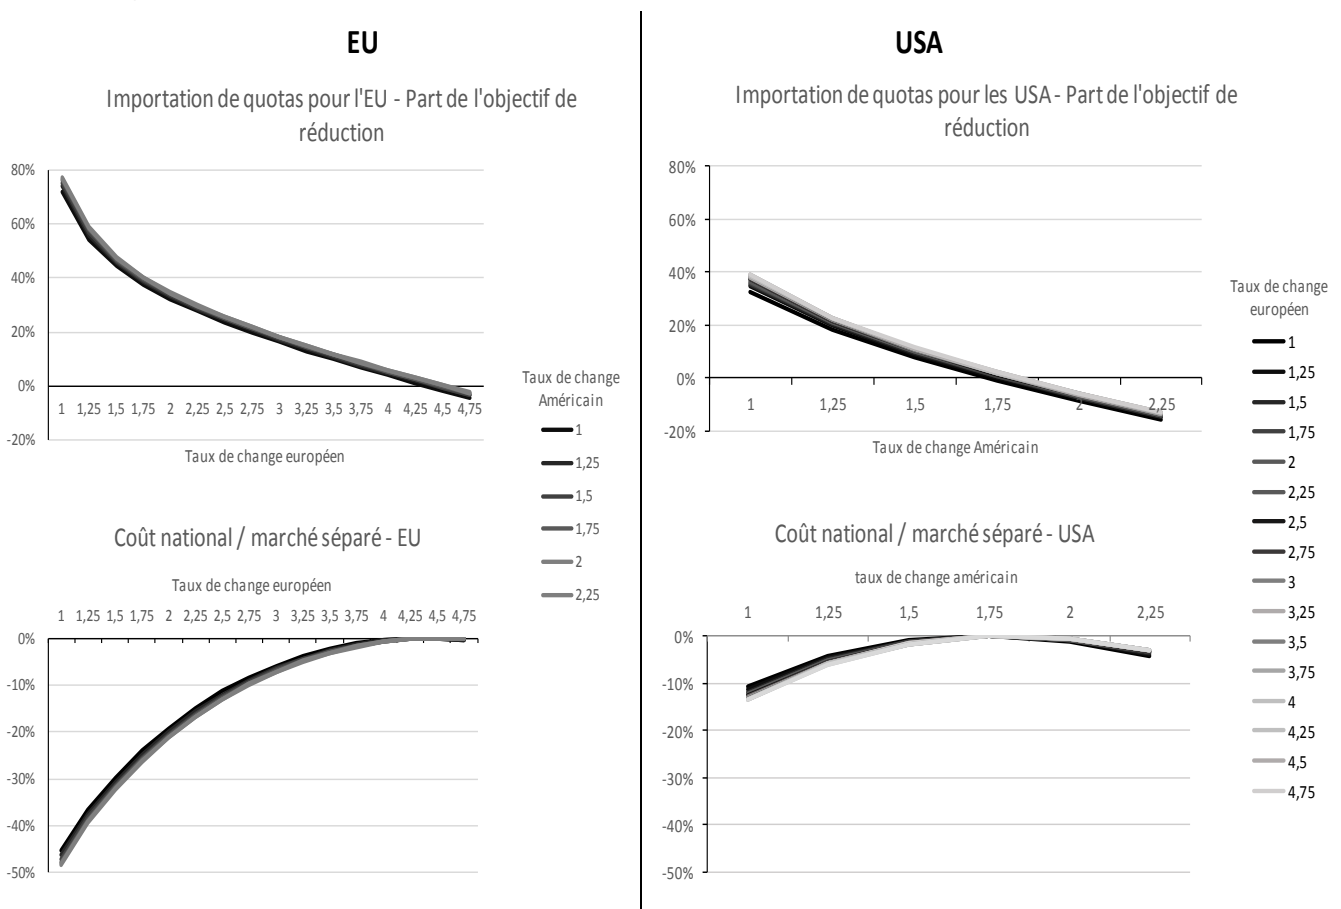 EU
Importation de quotas pour l'EU - Part de l'objectif de
réduction
80%
60%
40%
20%
0%
-20%
1 1,25 1,5 1,75 2 2,25 2,5 2,75 3 3,25 3,5 3,75 4 4,25 4,5 4,75
Taux de change européen
Taux de change
Américain
1
1,25
1,5
1,75
2
2,25
Coût national / marché séparé - EU
Taux de change européen
1 1,25 1,5 1,75 2 2,25 2,5 2,75 3 3,25 3,5 3,75 4 4,25 4,5 4,75
0%
-10%
-20%
-30%
-40%
-50%
USA
Importation de quotas pour les USA - Part de l'objectif de
réduction
80%
60%
40%
20%
0%
-20%
1 1,25 1,5 1,75 2 2,25
Taux de change Américain
Taux de change
européen
1
1,25
1,5
1,75
2
2,25
2,5
2,75
3
3,25
3,5
3,75
4
4,25
4,5
4,75
Coût national / marché séparé - USA
taux de change américain
1 1,25 1,5 1,75 2 2,25
0%
-10%
-20%
-30%
-40%
-50%